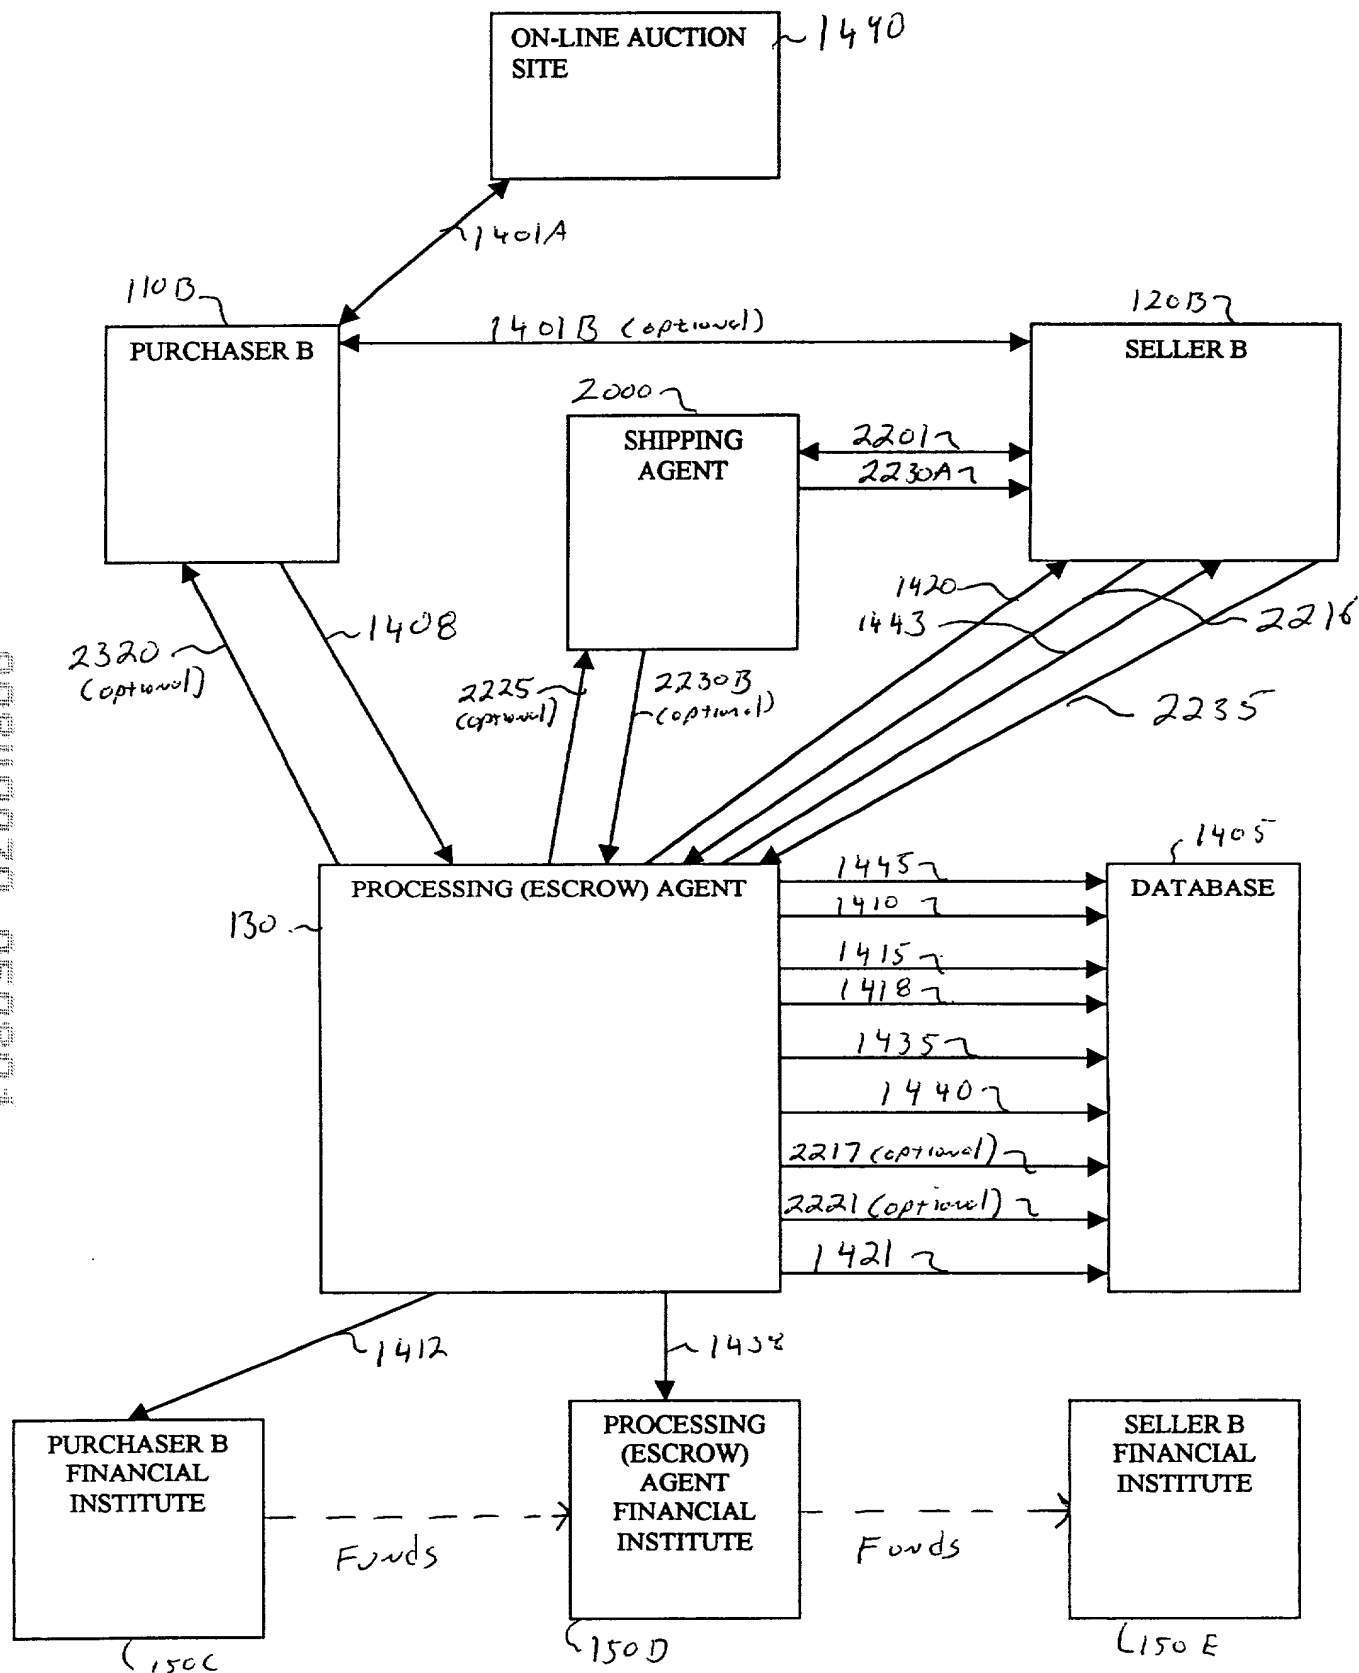 ON-LINE AUCTION
SITE
1490
1401A
110B
1401B (optional)
120B
PURCHASER B
SELLER B
2000
SHIPPING
AGENT
2201
2230A
1420
1443
2216
2320
(optional)
1408
2225
(optional)
2230B
(optional)
2235
1405
PROCESSING (ESCROW) AGENT
DATABASE
130
1445
1410
1415
1418
1435
1440
2217 (optional)
2221 (optional)
1421
1412
1438
PURCHASER B
FINANCIAL
INSTITUTE
PROCESSING
(ESCROW)
AGENT
FINANCIAL
INSTITUTE
SELLER B
FINANCIAL
INSTITUTE
Funds
Funds
150C
150D
150E